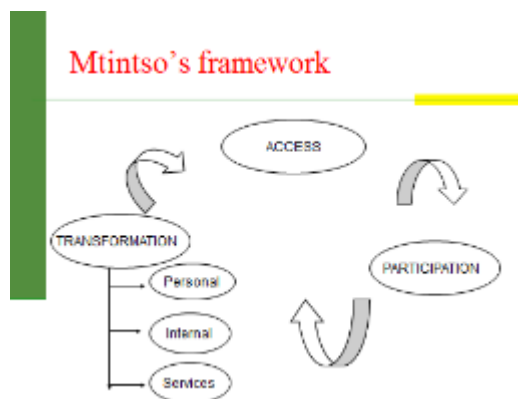 Mtintso's framework
ACCESS
TRANSFORMATION
PARTICIPATION
Personal
Internal
Services